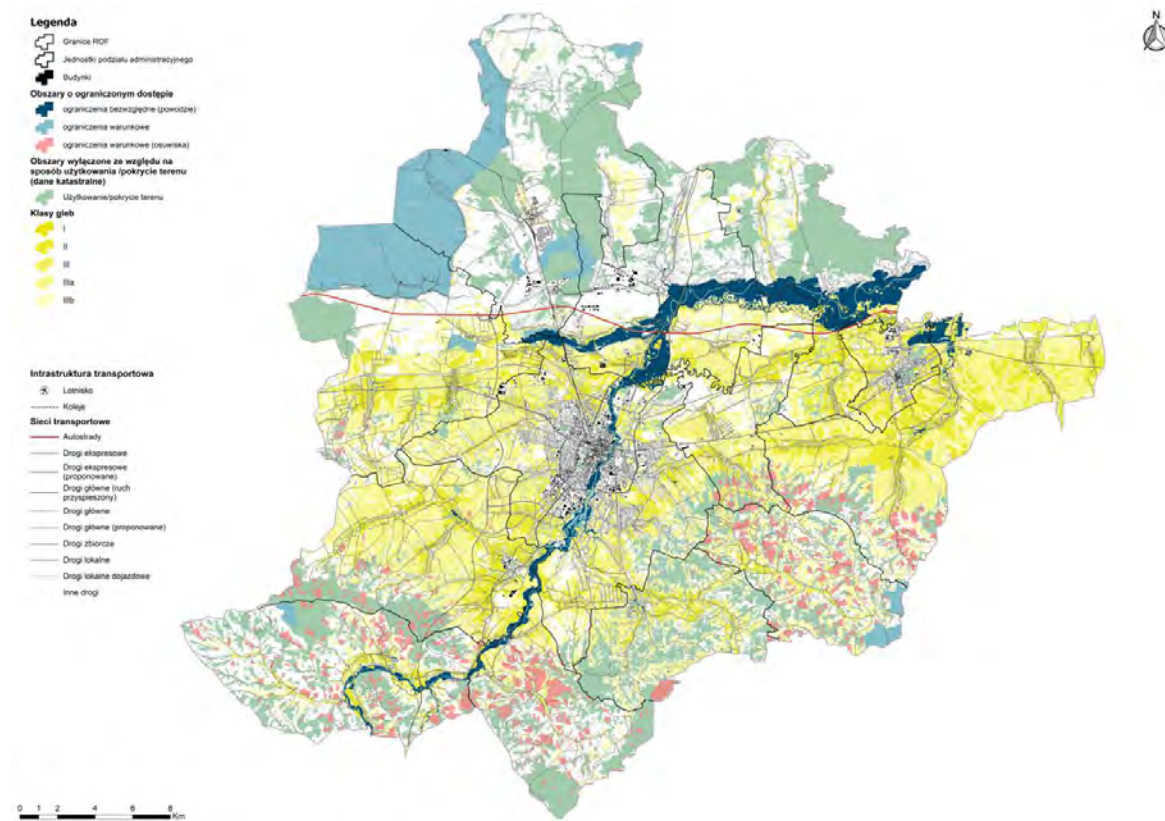 Legenda
Granice ROF
Jednostki podziału administracyjnego
Budynki
Obszary o ograniczonym dostępie
ograniczenia bezwzględne (powodzie)
ograniczenia warunkowe
ograniczenia warunkowe (osuwiska)
Obszary wyłączone ze względu na
sposób użytkowania /pokrycie terenu
(dane katastralne)
Użytkowanie/pokrycie terenu
Klasy gleb
I
II
III
IIIa
IIIb
Intrastruktura transportowa
Lotnisko
Koleje
Sieci transportowe
Autostrady
Drogi ekspresowe
Drogi ekspresowe
(proponowane)
Drogi główne (ruch
przyspieszony)
Drogi główne
Drogi główne (proponowane)
Drogi zbiorcze
Drogi lokalne
Drogi lokalne dojazdowe
Inne drogi
0 1 2 4 6 8
Km
N